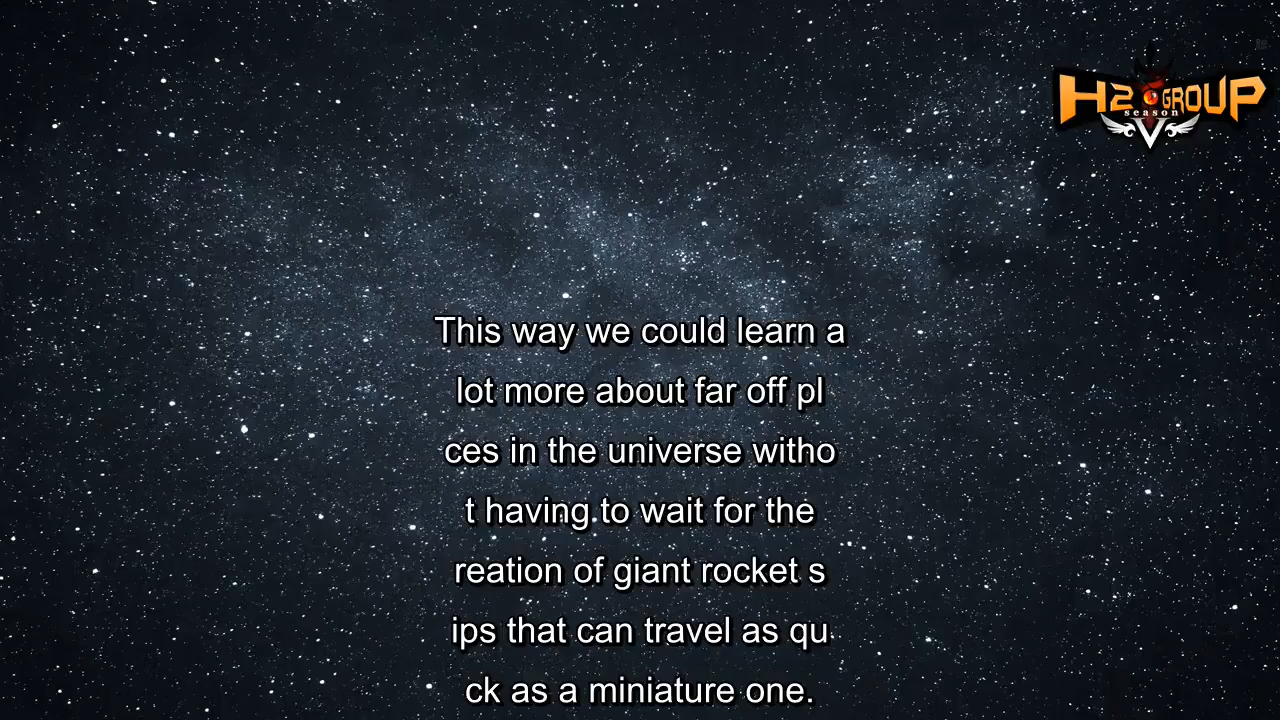 H2 GROUP
season
V
This way we could learn a
lot more about far off pl
ces in the universe witho
t having to wait for the
reation of giant rocket s
ips that can travel as qu
ck as a miniature one.